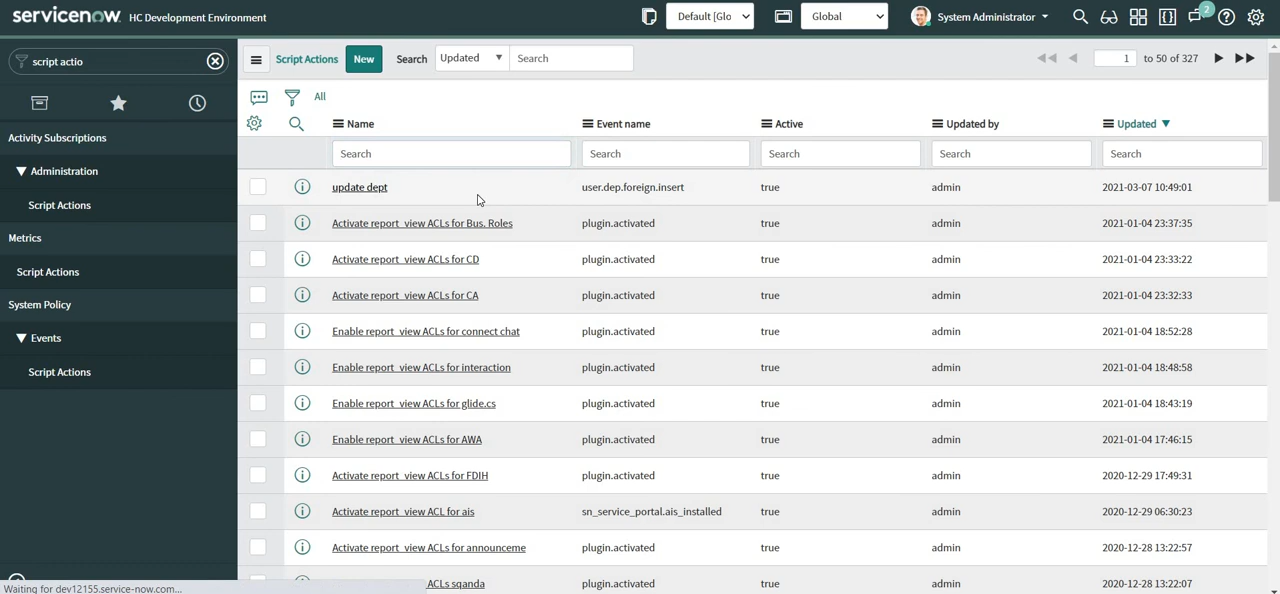 servicenow HC Development Environment Default [Glo Global System Administrator 2
script actio
Script Actions New Search Updated Search 1 to 50 of 327
All
Activity Subscriptions
Administration
Script Actions
Metrics
Script Actions
System Policy
Events
Script Actions
Name Event name Active Updated by Updated
Search Search Search Search Search
update dept user.dep.foreign.insert true admin 2021-03-07 10:49:01
Activate report_view ACLs for Bus. Roles plugin.activated true admin 2021-01-04 23:37:35
Activate report_view ACLs for CD plugin.activated true admin 2021-01-04 23:33:22
Activate report_view ACLs for CA plugin.activated true admin 2021-01-04 23:32:33
Enable report_view ACLs for connect chat plugin.activated true admin 2021-01-04 18:52:28
Enable report_view ACLs for interaction plugin.activated true admin 2021-01-04 18:48:58
Enable report_view ACLs for glide.cs plugin.activated true admin 2021-01-04 18:43:19
Enable report_view ACLs for AWA plugin.activated true admin 2021-01-04 17:46:15
Activate report_view ACLs for FDIH plugin.activated true admin 2020-12-29 17:49:31
Activate report_view ACL for ais sn_service_portal.ais_installed true admin 2020-12-29 06:30:23
Activate report_view ACLs for announceme plugin.activated true admin 2020-12-28 13:22:57
ACLs sqanda plugin.activated true admin 2020-12-28 13:22:07
Waiting for dev12155.service-now.com...